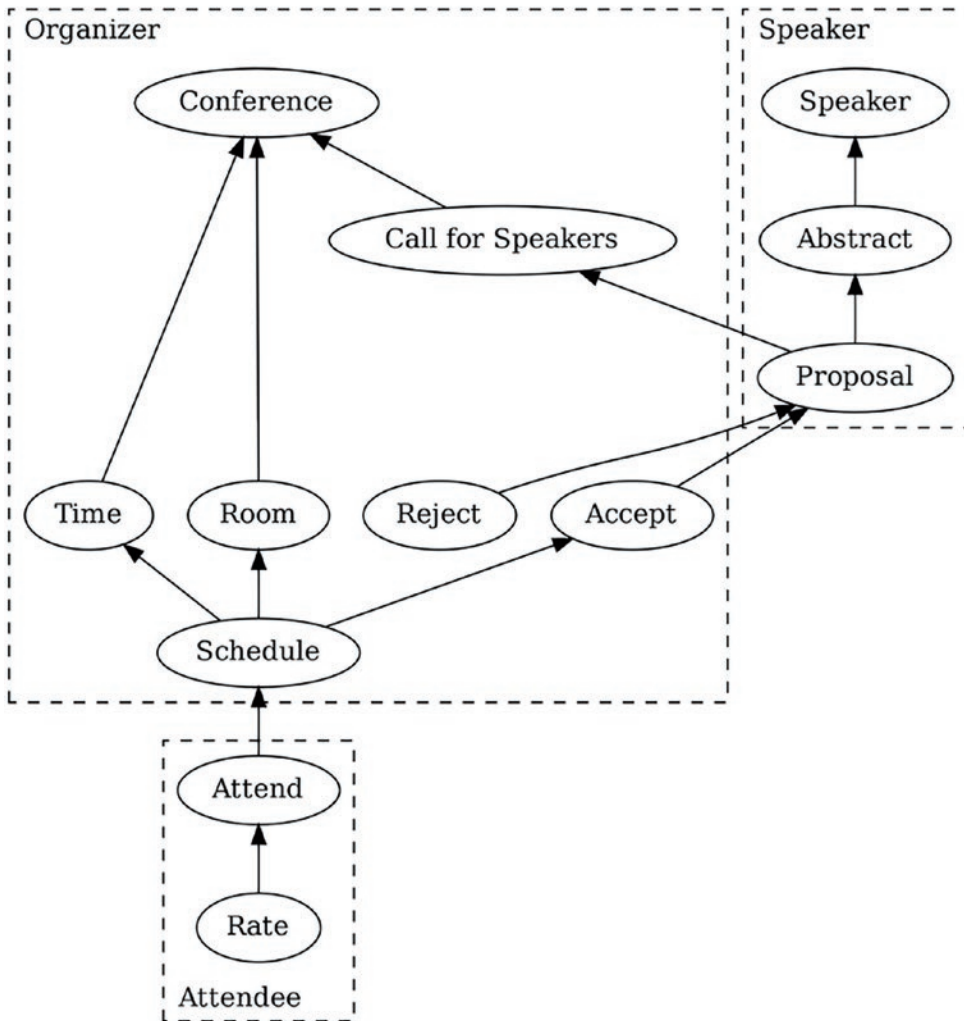 Organizer
Speaker
Conference
Speaker
Call for Speakers
Abstract
Proposal
Time
Room
Reject
Accept
Schedule
Attend
Rate
Attendee